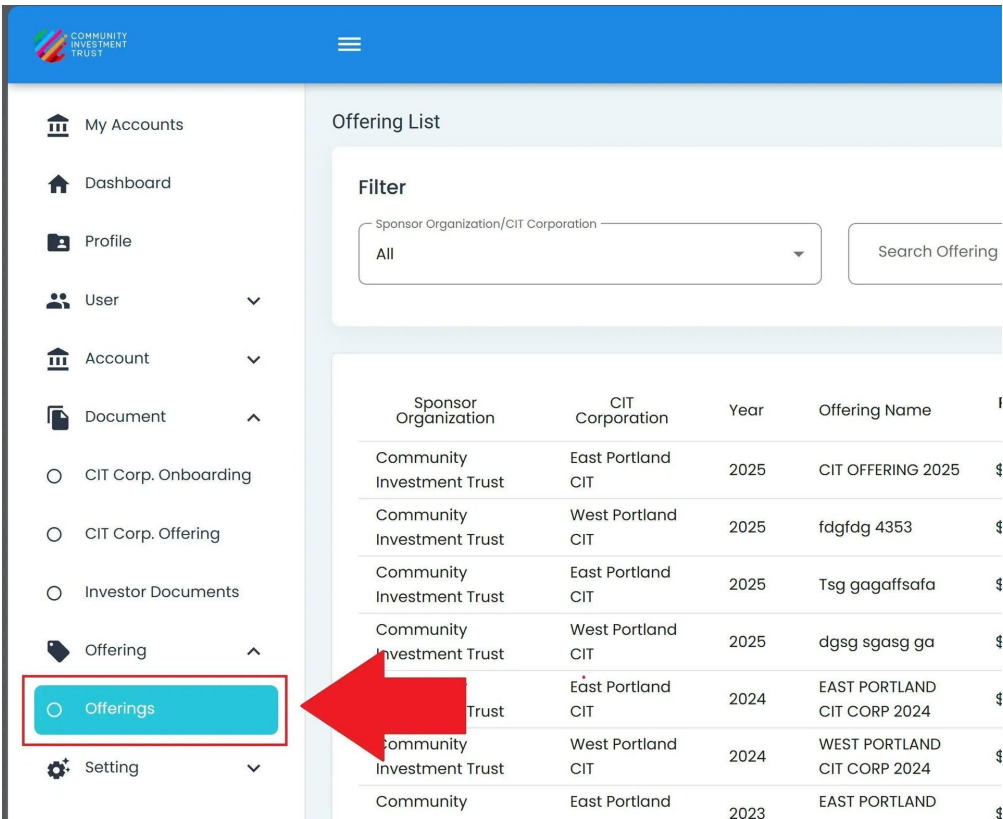 COMMUNITY
INVESTMENT
TRUST
My Accounts
Dashboard
Profile
User
Account
Document
CIT Corp. Onboarding
CIT Corp. Offering
Investor Documents
Offering
Offerings
Setting
Offering List
Filter
Sponsor Organization/CIT Corporation
All
Search Offering
Sponsor Organization CIT Corporation Year Offering Name
Community Investment Trust East Portland CIT 2025 CIT OFFERING 2025 $
Community Investment Trust West Portland CIT 2025 fdgfdg 4353 $
Community Investment Trust East Portland CIT 2025 Tsg gagaffsafa $
Community Investment Trust West Portland CIT 2025 dgsg sgasg ga $
Trust East Portland CIT 2024 EAST PORTLAND CIT CORP 2024 $
Community Investment Trust West Portland CIT 2024 WEST PORTLAND CIT CORP 2024 $
Community East Portland 2023 EAST PORTLAND $